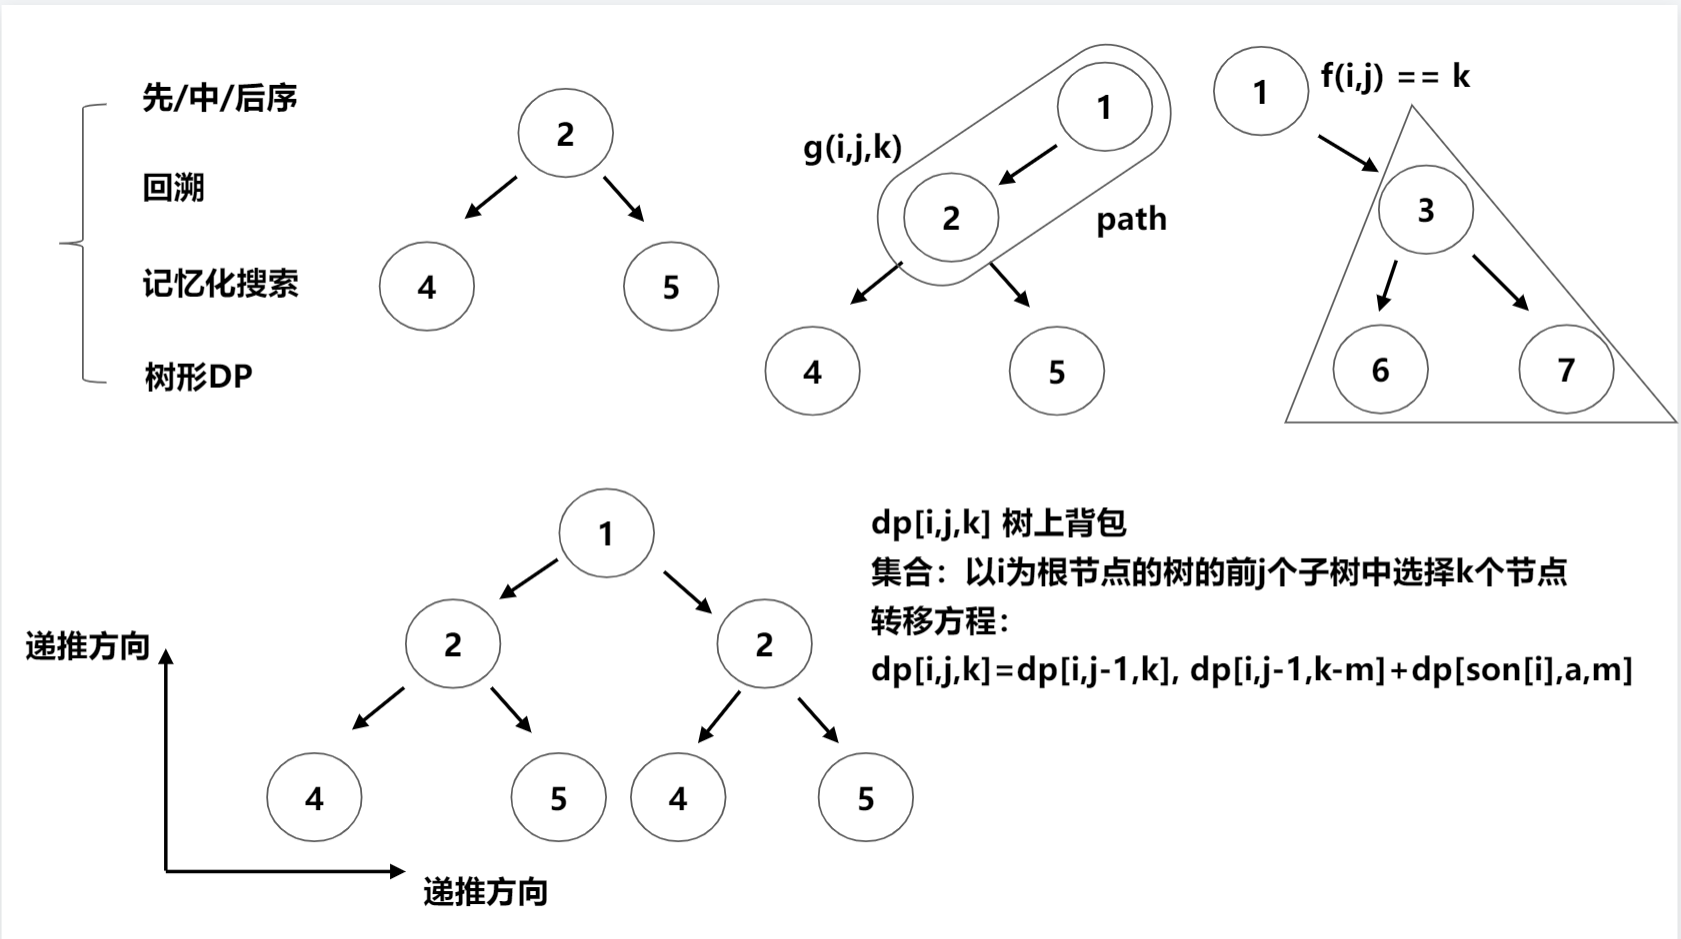 先/中/后序
回溯
记忆化搜索
树形DP
2
4
5
g(i,j,k)
1
2
path
4
5
1
f(i,j) == k
3
6
7
递推方向
1
2
2
4
5
4
5
递推方向
dp[i,j,k] 树上背包
集合：以i为根节点的树的前j个子树中选择k个节点
转移方程：
dp[i,j,k]=dp[i,j-1,k], dp[i,j-1,k-m]+dp[son[i],a,m]